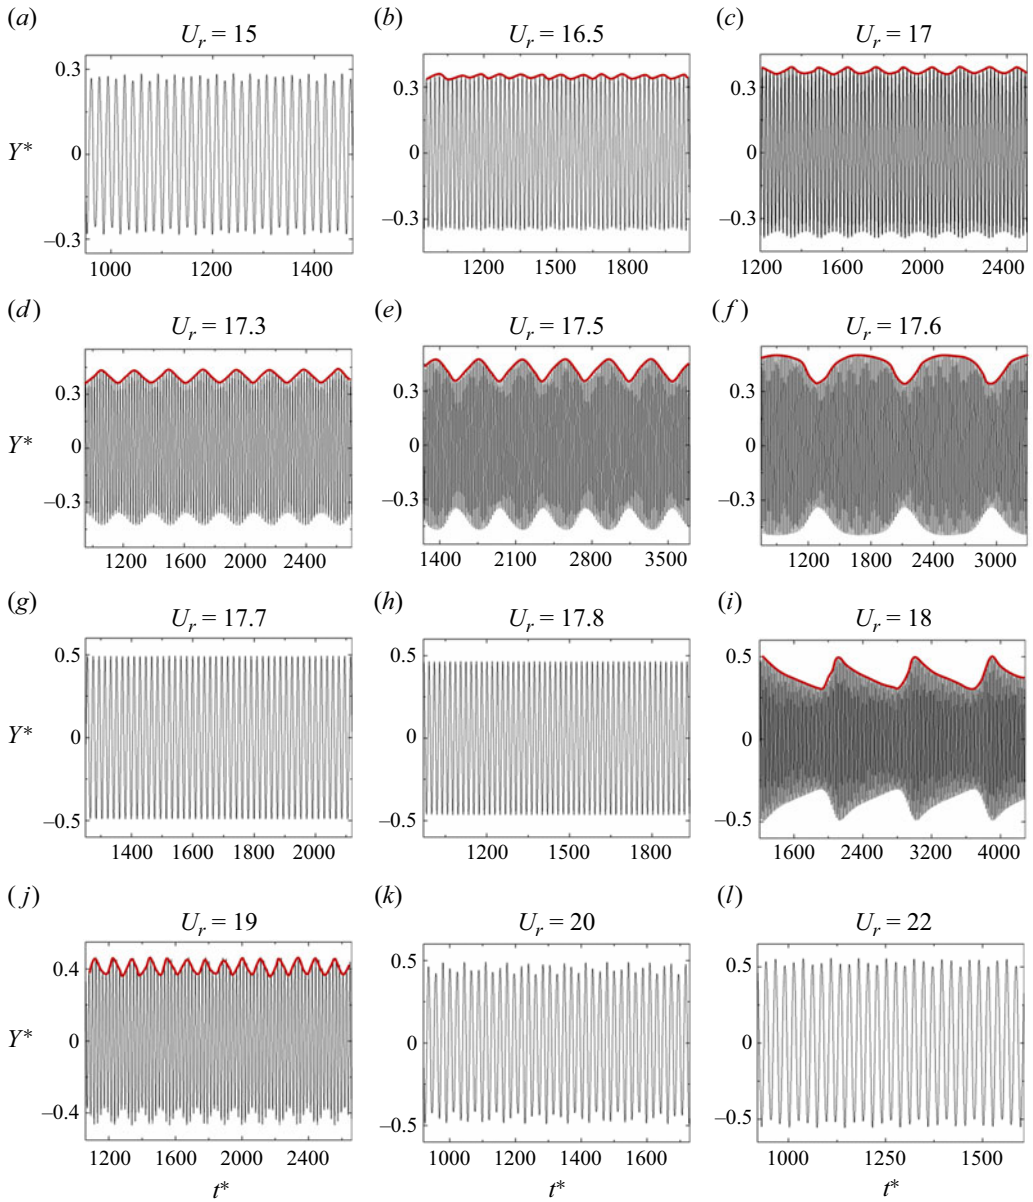 (a) U_r = 15
(b) U_r = 16.5
(c) U_r = 17
0.3
0
–0.3
Y*
1000 1200 1400
0.3
0
–0.3
1200 1500 1800
0.3
0
–0.3
1200 1600 2000 2400
(d) U_r = 17.3
(e) U_r = 17.5
(f) U_r = 17.6
0.3
0
–0.3
Y*
1200 1600 2000 2400
0.3
0
–0.3
1400 2100 2800 3500
0.3
0
–0.3
1200 1800 2400 3000
(g) U_r = 17.7
(h) U_r = 17.8
(i) U_r = 18
0.5
0
–0.5
Y*
1400 1600 1800 2000
0.5
0
–0.5
1200 1500 1800
0.5
0
–0.5
1600 2400 3200 4000
(j) U_r = 19
(k) U_r = 20
(l) U_r = 22
0.4
0
–0.4
Y*
1200 1600 2000 2400
t*
0.5
0
–0.5
1000 1200 1400 1600
t*
0.5
0
–0.5
1000 1250 1500
t*